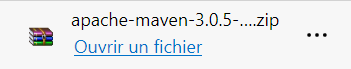 apache-maven-3.0.5-....zip
Ouvrir un fichier